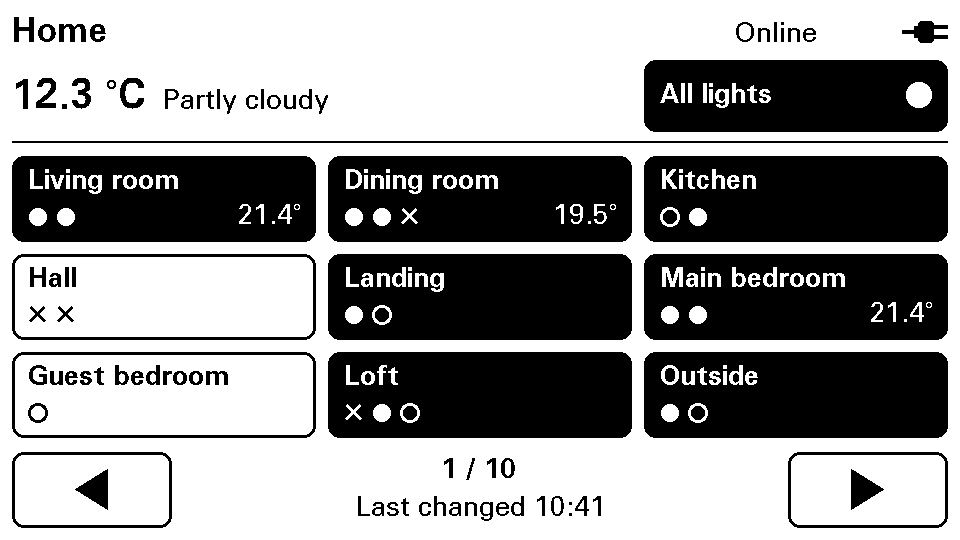 Home
Online
12.3 °C Partly cloudy
All lights
Living room
21.4°
Dining room
19.5°
Kitchen
Hall
Landing
Main bedroom
21.4°
Guest bedroom
Loft
Outside
1 / 10
Last changed 10:41